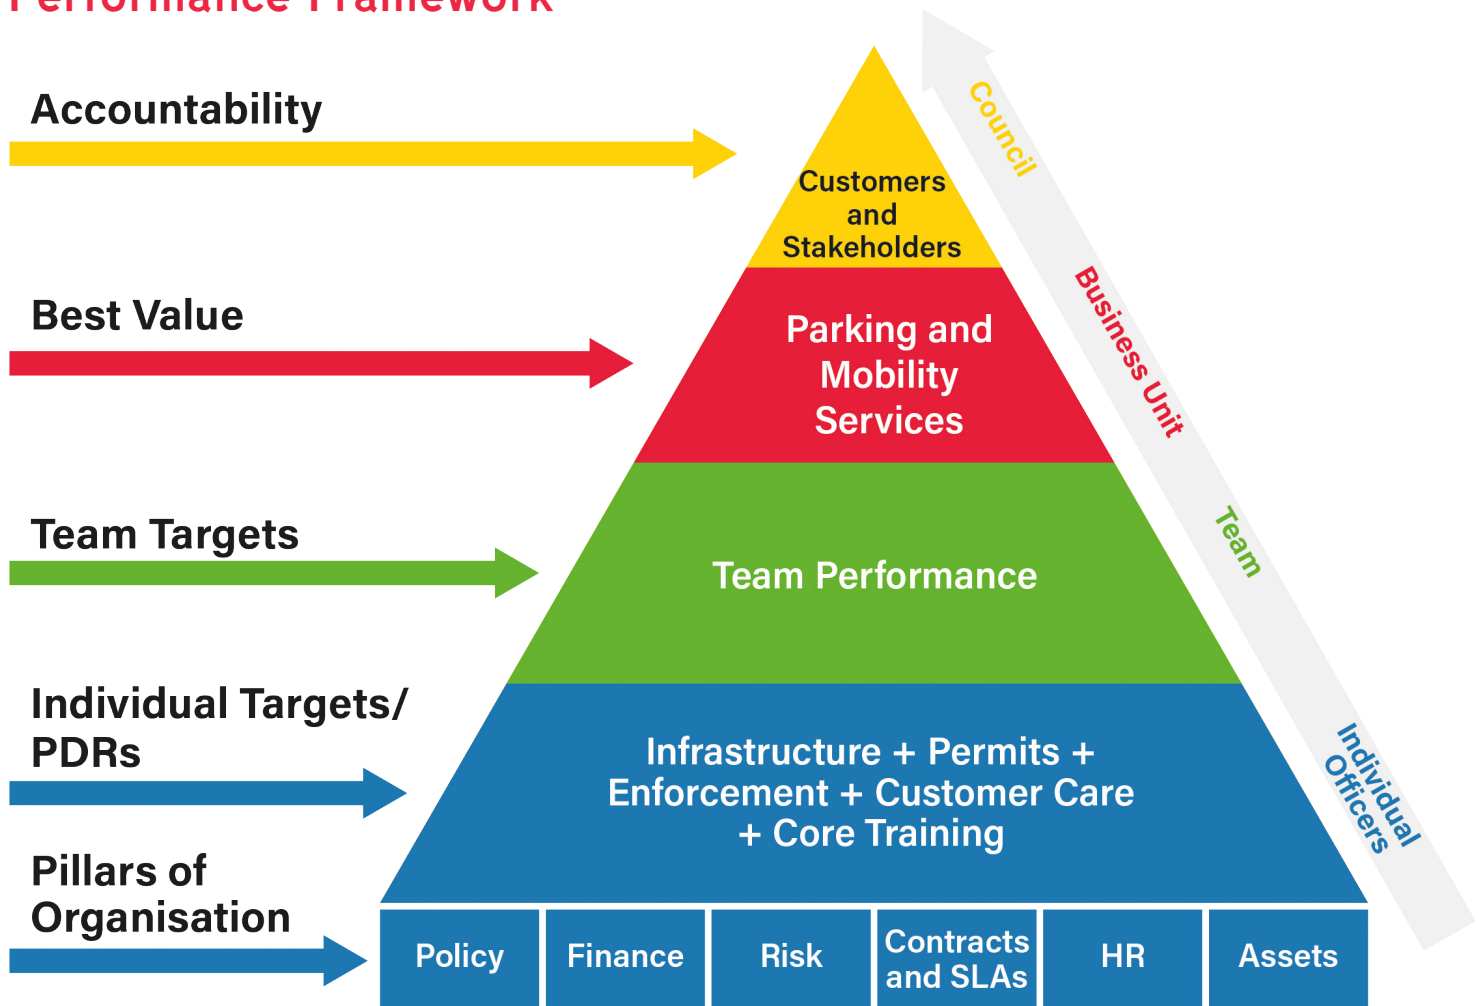 Performance Framework
Accountability
Customers
and
Stakeholders
Council
Best Value
Parking and
Mobility
Services
Business Unit
Team Targets
Team Performance
Team
Individual Targets/
PDRs
Infrastructure + Permits +
Enforcement + Customer Care
+ Core Training
Individual
Officers
Pillars of
Organisation
Policy
Finance
Risk
Contracts
and SLAs
HR
Assets